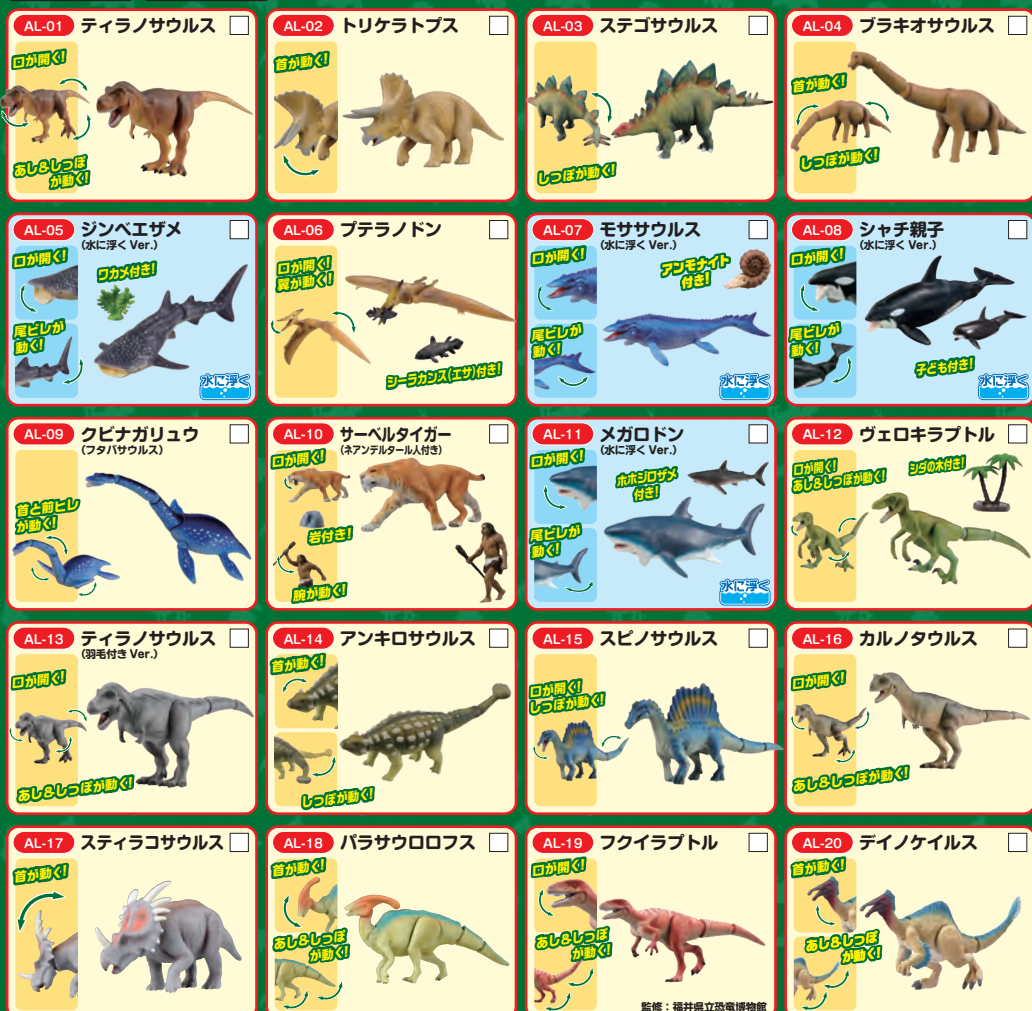 AL-01 ティラノサウルス
口が開く!
あし&しっぽ
が動く!
AL-02 トリケラトプス
首が動く!
AL-03 ステゴサウルス
しっぽが動く!
AL-04 ブラキオサウルス
首が動く!
しっぽが動く!
AL-05 ジンベエザメ
(水に浮く Ver.)
口が開く!
ワカメ付き!
尾ビレが
動く!
水に浮く
AL-06 プテラノドン
口が開く!
翼が動く!
シーラカンス(エサ)付き!
AL-07 モササウルス
(水に浮く Ver.)
口が開く!
アンモナイト
付き!
尾ビレが
動く!
水に浮く
AL-08 シャチ親子
(水に浮く Ver.)
口が開く!
尾ビレが
動く!
子ども付き!
水に浮く
AL-09 クビナガリュウ
(フタバサウルス)
首と前ヒレ
が動く!
AL-10 サーベルタイガー
(ネアンデルタール人付き)
口が開く!
岩付き!
腕が動く!
AL-11 メガロドン
(水に浮く Ver.)
口が開く!
ホホジロザメ
付き!
尾ビレが
動く!
水に浮く
AL-12 ヴェロキラプトル
口が開く!
あし&しっぽが動く!
シダの木付き!
AL-13 ティラノサウルス
(羽毛付き Ver.)
口が開く!
あし&しっぽが動く!
AL-14 アンキロサウルス
首が動く!
しっぽが動く!
AL-15 スピノサウルス
口が開く!
しっぽが動く!
AL-16 カルノタウルス
口が開く!
あし&しっぽが動く!
AL-17 スティラコサウルス
首が動く!
AL-18 パラサウロロフス
首が動く!
あし&しっぽ
が動く!
AL-19 フクイラプトル
口が開く!
あし&しっぽ
が動く!
監修:福井県立恐竜博物館
AL-20 デイノケイルス
首が動く!
あし&しっぽ
が動く!